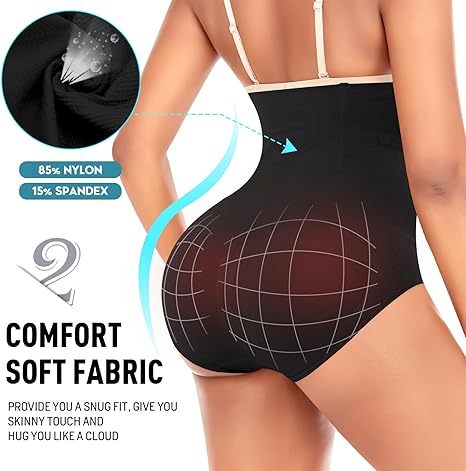 85% NYLON
15% SPANDEX
2
COMFORT
SOFT FABRIC
PROVIDE YOU A SNUG FIT, GIVE YOU
SKINNY TOUCH AND
HUG YOU LIKE A CLOUD